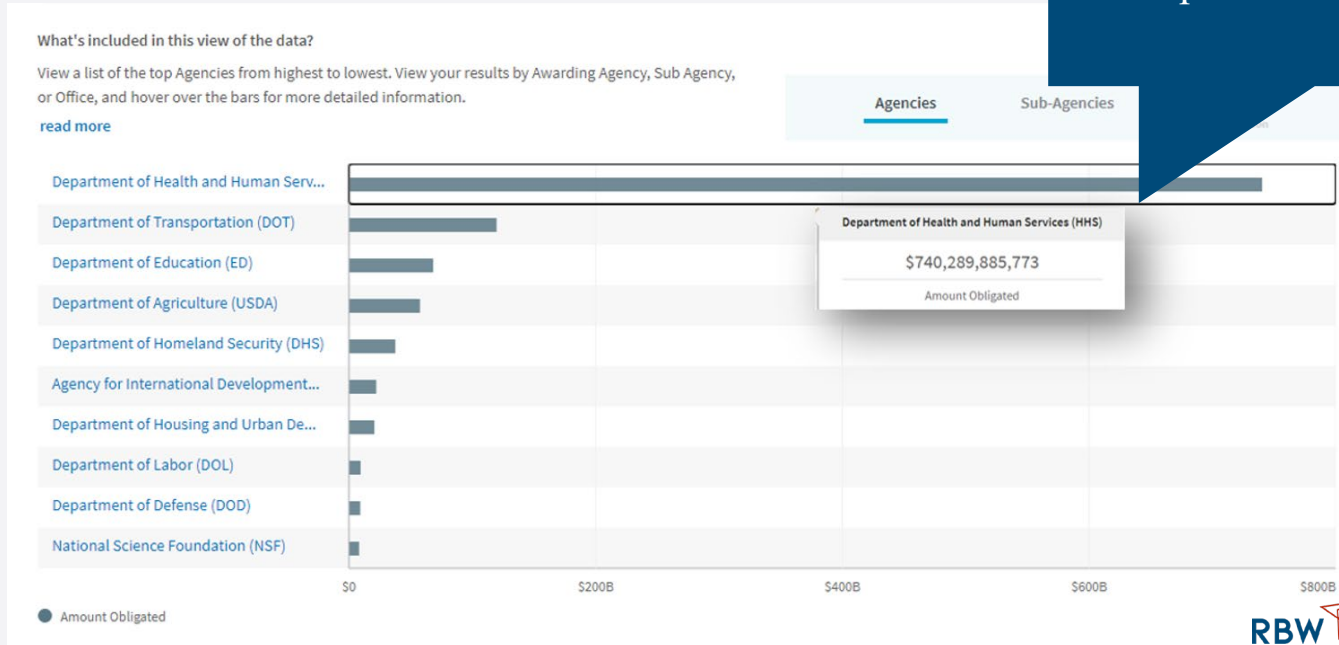 What's included in this view of the data?
View a list of the top Agencies from highest to lowest. View your results by Awarding Agency, Sub Agency,
or Office, and hover over the bars for more detailed information.
read more
Agencies Sub-Agencies
Department of Health and Human Serv...
Department of Transportation (DOT)
Department of Education (ED)
Department of Agriculture (USDA)
Department of Homeland Security (DHS)
Agency for International Development...
Department of Housing and Urban De...
Department of Labor (DOL)
Department of Defense (DOD)
National Science Foundation (NSF)
Department of Health and Human Services (HHS)
$740,289,885,773
Amount Obligated
$0 $200B $400B $600B $800B
Amount Obligated
RBW